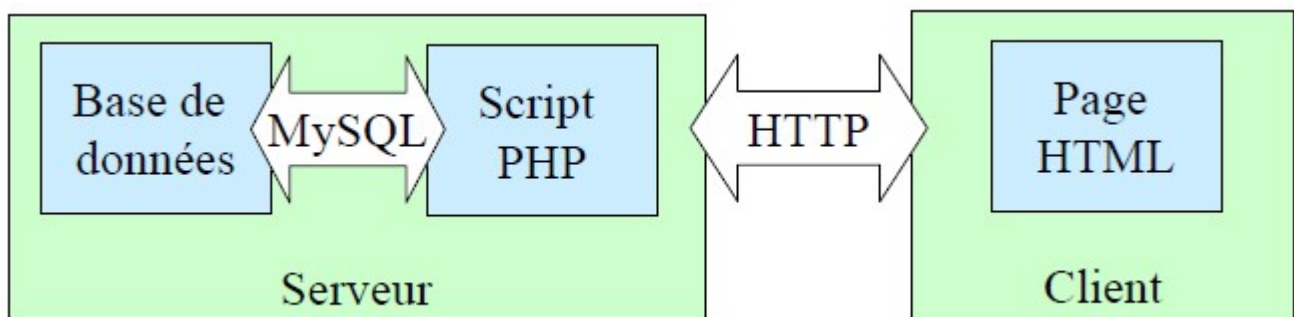 Base de
données
MySQL
Script
PHP
HTTP
Page
HTML
Serveur
Client